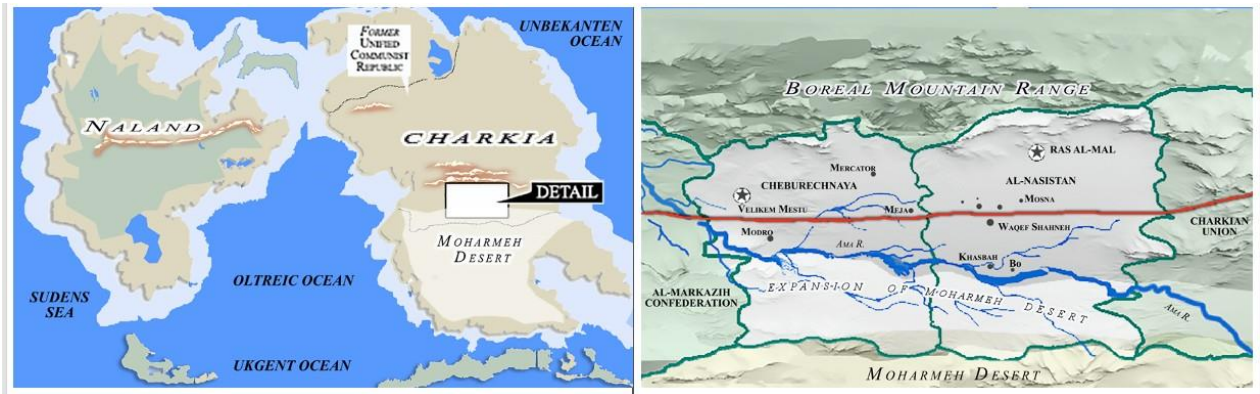 UNBEKANTEN
OCEAN
FORMER
UNIFIED
COMMUNIST
REPUBLIC
NALAND
CHARKIA
DETAIL
MOHARMEH
DESERT
OLTREIC OCEAN
SUDENS
SEA
UKGENT OCEAN
BOREAL MOUNTAIN RANGE
RAS AL-MAL
MERCATOR
CHEBURECHNAYA
AL-NASISTAN
VELIKEM MESTU
MEJA
MOSNA
WAQEF SHAHNEH
CHARKIAN
UNION
MODRO
AMA R.
KHASBAH
BO
AL-MARKAZIH
CONFEDERATION
EXPANSION OF MOHARMEH DESERT
AMA R.
MOHARMEH DESERT